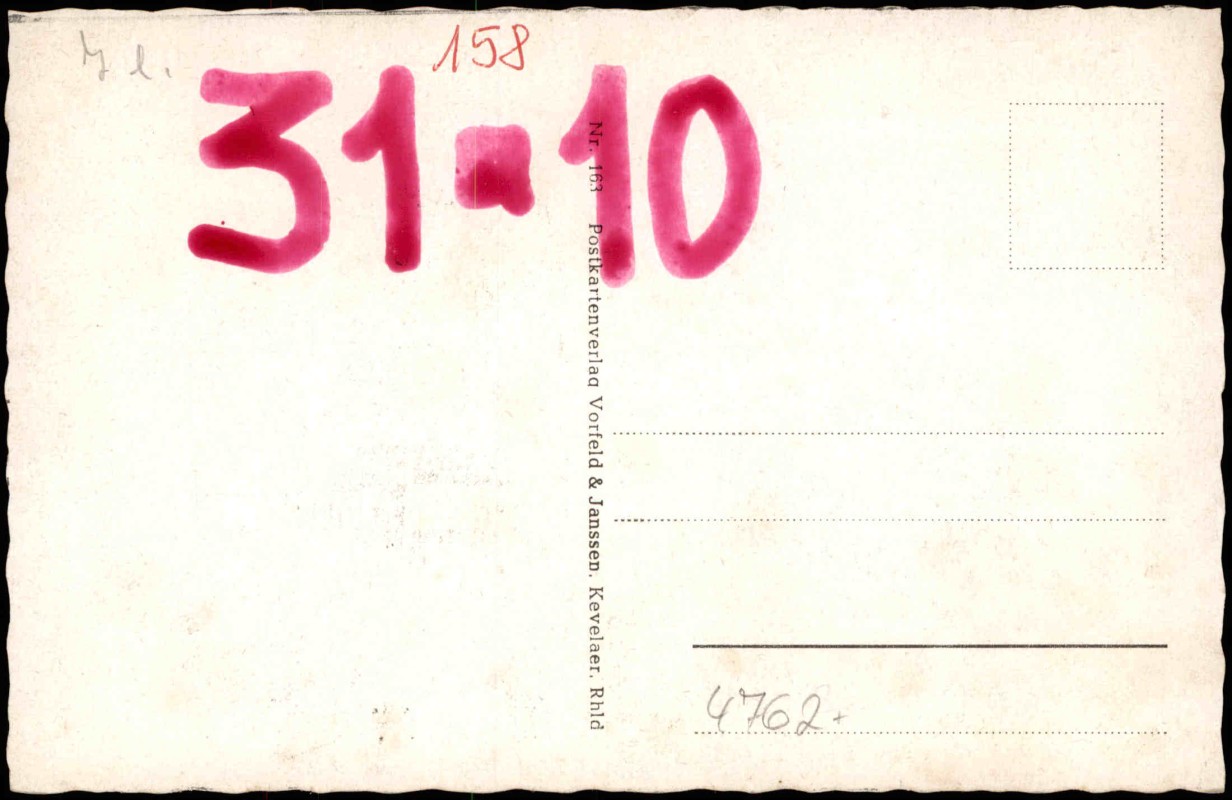 158
31-10
Nr. 163 Postkartenverlag Vorfeld & Janssen, Kevelaer, Rhld
4762